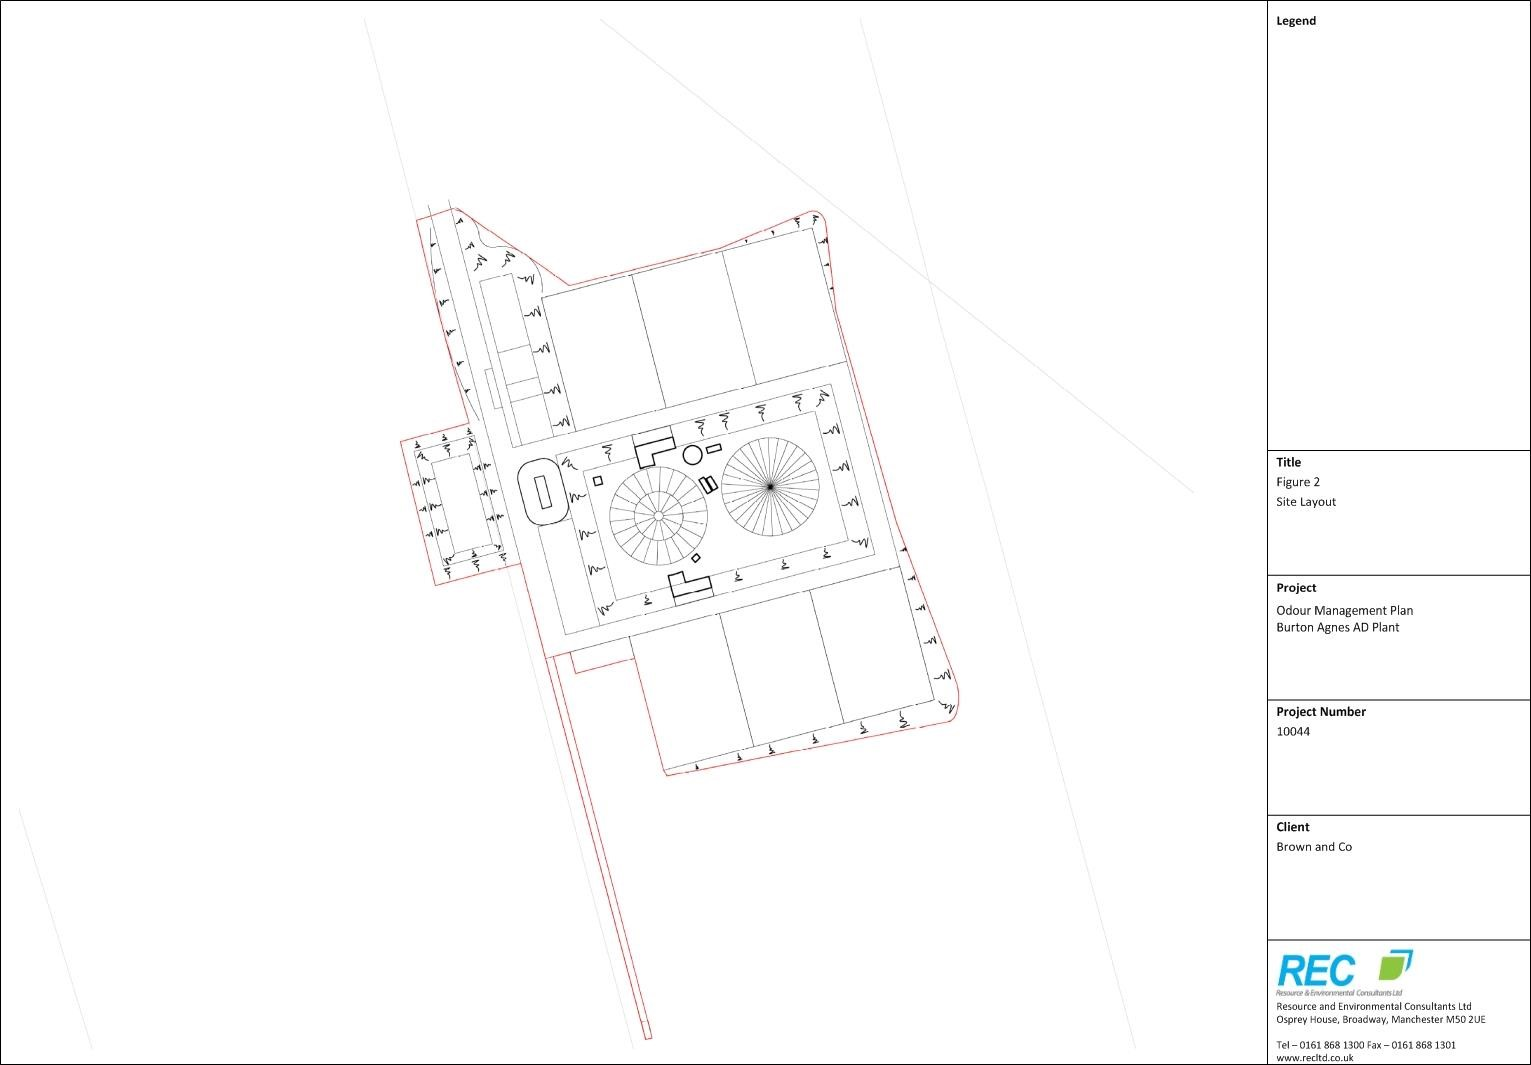 Legend
Title
Figure 2
Site Layout
Project
Odour Management Plan
Burton Agnes AD Plant
Project Number
10044
Client
Brown and Co
REC
Resource & Environmental Consultants Ltd
Resource and Environmental Consultants Ltd
Osprey House, Broadway, Manchester M50 2UE
Tel – 0161 868 1300 Fax – 0161 868 1301
www.recltd.co.uk